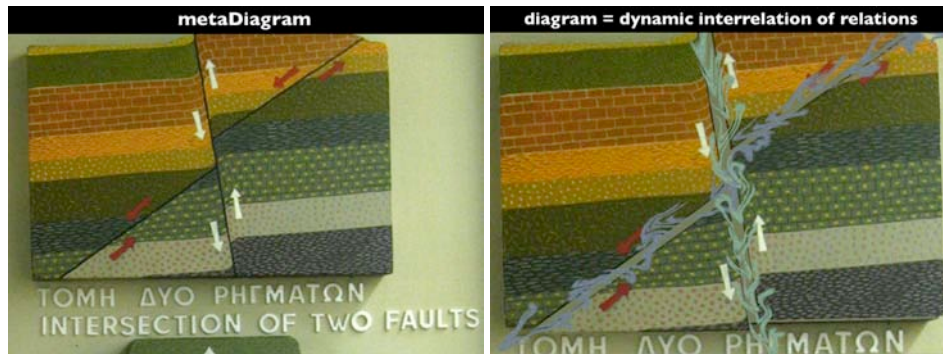 metaDiagram
ΤΟΜΗ ΔΥΟ ΡΗΓΜΑΤΩΝ
INTERSECTION OF TWO FAULTS
diagram = dynamic interrelation of relations
ΤΟΜΗ ΔΥΟ ΡΗΓΜΑΤΩΝ